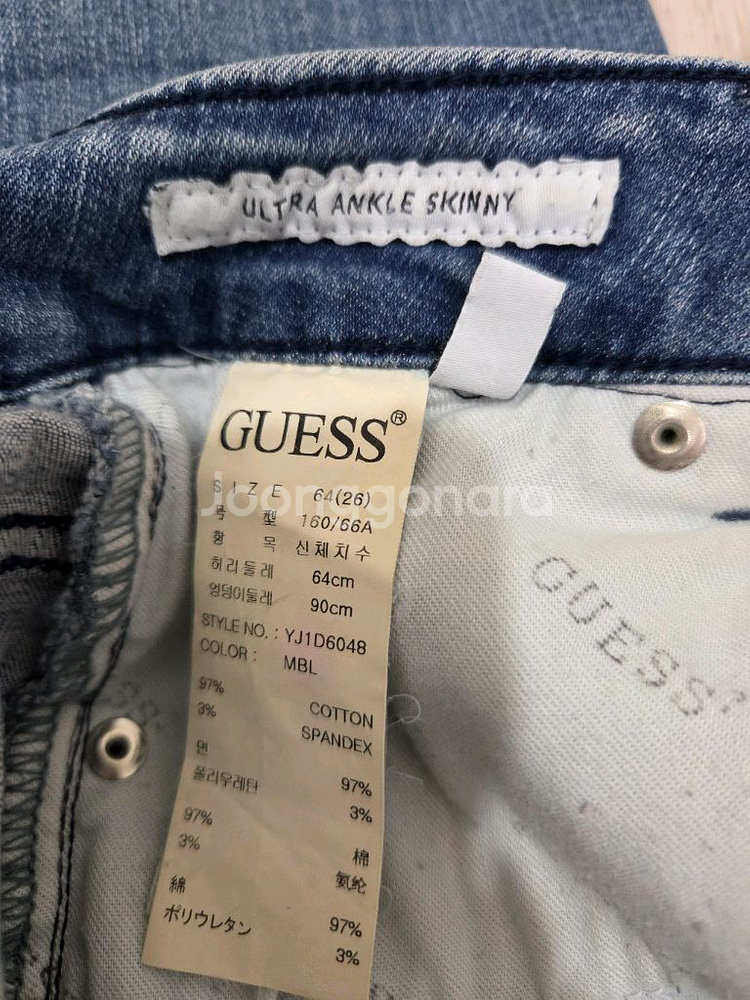 ULTRA ANKLE SKINNY
GUESS®
SIZE 64(26)
号 型 160/66A
항 목 신체치수
허리둘레 64cm
엉덩이둘레 90cm
STYLE NO. : YJ1D6048
COLOR : MBL
97% COTTON
3% SPANDEX
면 97%
폴리우레탄 3%
97% 棉
3% 氨纶
綿 97%
ポリウレタン 3%
GUESS
Joonggonara